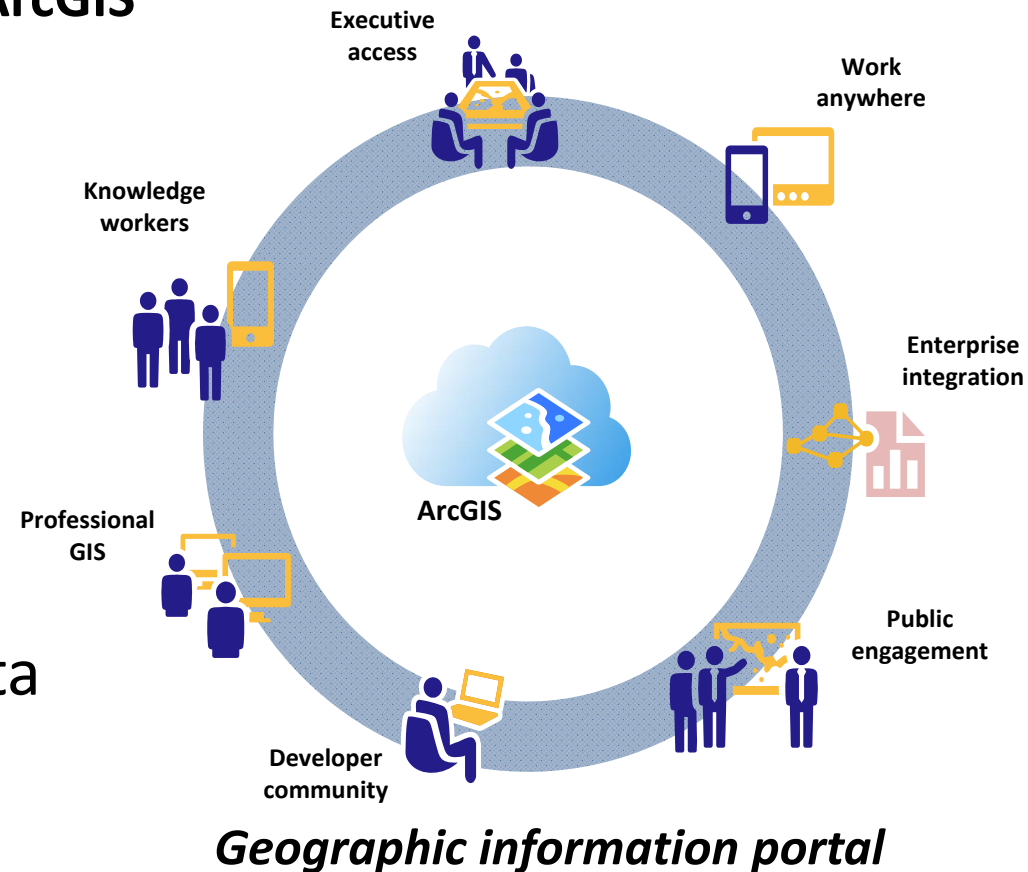 ArcGIS
Executive
access
Work
anywhere
Knowledge
workers
Enterprise
integration
ArcGIS
Professional
GIS
Public
engagement
ta
Developer
community
Geographic information portal